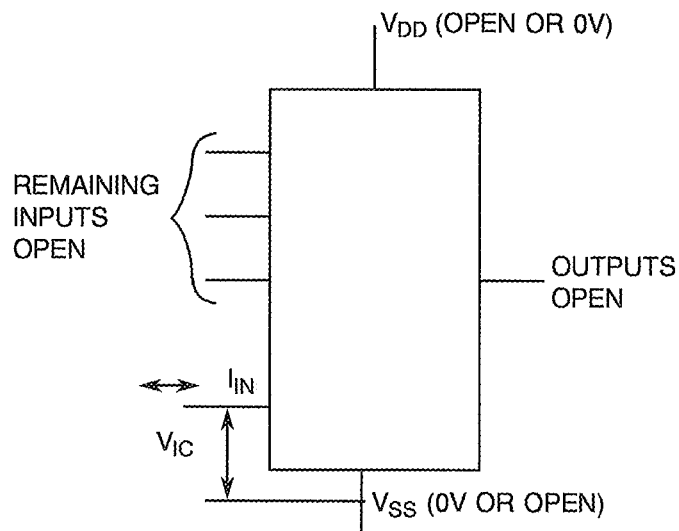 VDD (OPEN OR 0V)
REMAINING
INPUTS
OPEN
OUTPUTS
OPEN
IIN
VIC
VSS (0V OR OPEN)